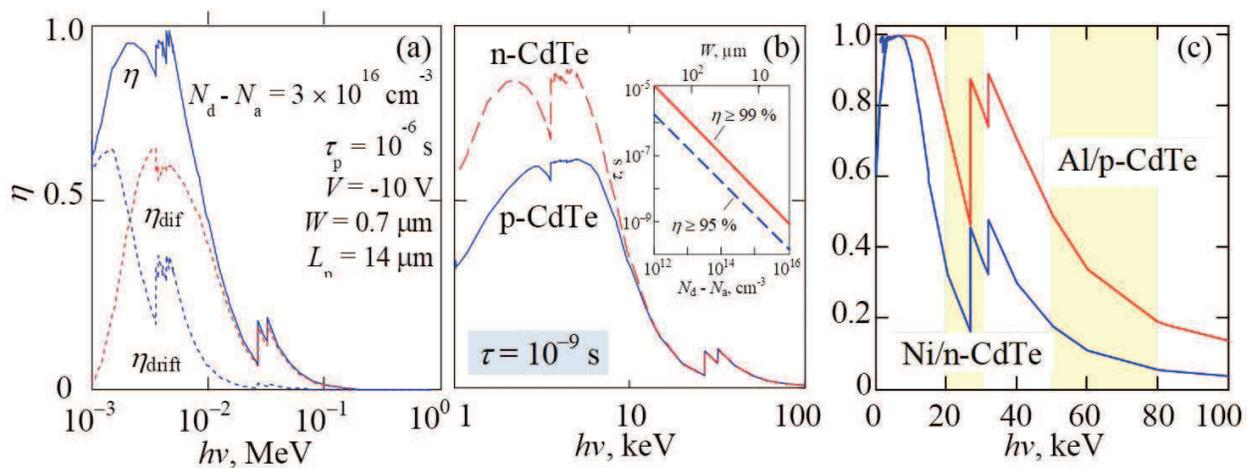 (a)
1.0
0.5
0
η
η
N_d - N_a = 3 × 10^16 cm^-3
τ_p = 10^-6 s
V = -10 V
W = 0.7 μm
L_p = 14 μm
η_dif
η_drift
10^-3 10^-2 10^-1 10^0
hν, MeV
(b)
n-CdTe
p-CdTe
τ = 10^-9 s
W, μm
10^2 10
10^-5
10^-7
10^-9
τ, s
η ≥ 99 %
η ≥ 95 %
10^12 10^14 10^16
N_d - N_a, cm^-3
1 10 100
hν, keV
(c)
1.0
0.8
0.6
0.4
0.2
0
Al/p-CdTe
Ni/n-CdTe
0 20 40 60 80 100
hν, keV